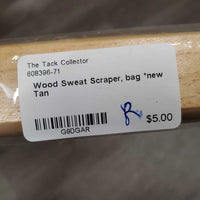 The Tack Collector
608396-71
Wood Sweat Scraper, bag *new
Tan
R $5.00
G9DGAR